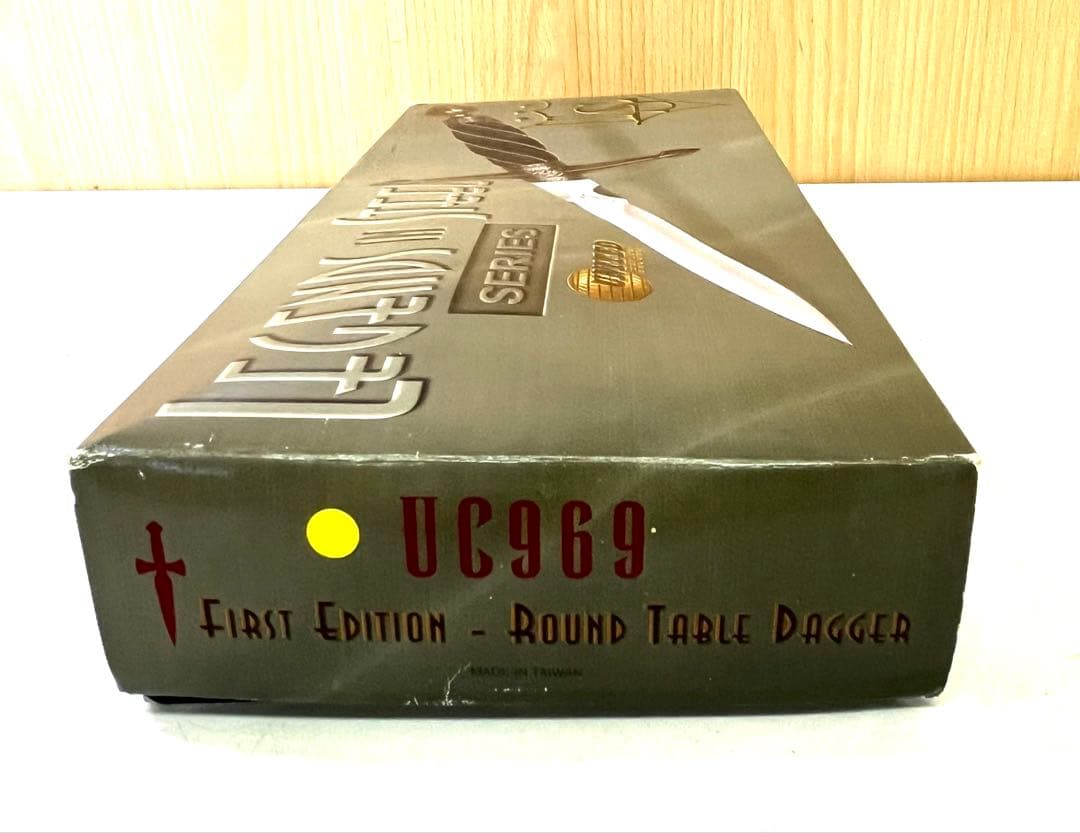 LEGENDS IN STEEL
SERIES
UC969
FIRST EDITION - ROUND TABLE DAGGER
MADE IN TAIWAN